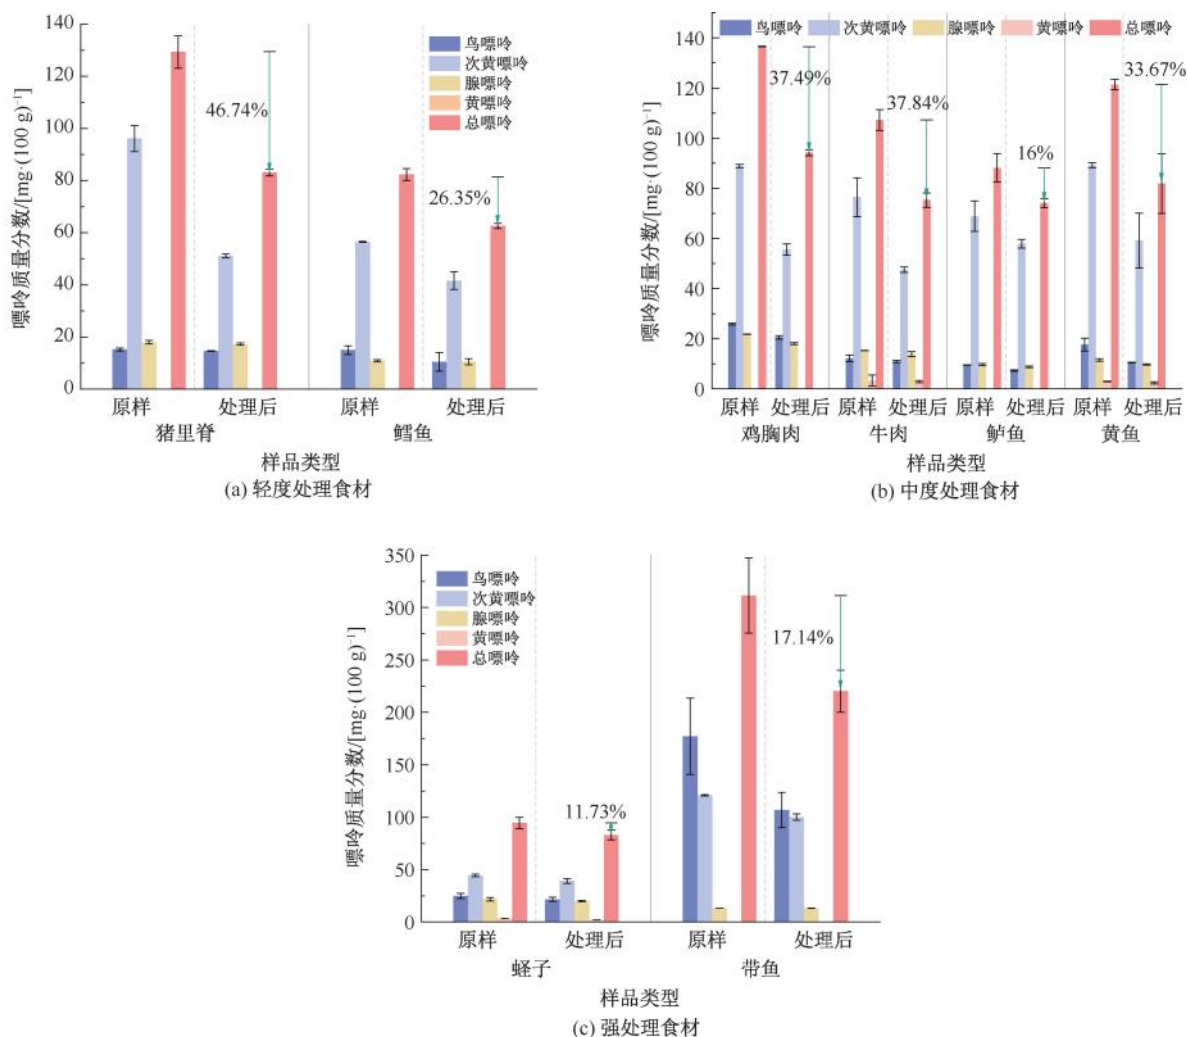 嘌呤质量分数/[mg·(100 g)⁻¹]
140
120
100
80
60
40
20
0
鸟嘌呤
次黄嘌呤
腺嘌呤
黄嘌呤
总嘌呤
46.74%
26.35%
原样 处理后 原样 处理后
猪里脊 鳕鱼
样品类型
(a) 轻度处理食材
嘌呤质量分数/[mg·(100 g)⁻¹]
140
120
100
80
60
40
20
0
鸟嘌呤 次黄嘌呤 腺嘌呤 黄嘌呤 总嘌呤
37.49%
37.84%
16%
33.67%
原样 处理后 原样 处理后 原样 处理后 原样 处理后
鸡胸肉 牛肉 鲈鱼 黄鱼
样品类型
(b) 中度处理食材
嘌呤质量分数/[mg·(100 g)⁻¹]
350
300
250
200
150
100
50
0
鸟嘌呤
次黄嘌呤
腺嘌呤
黄嘌呤
总嘌呤
11.73%
17.14%
原样 处理后 原样 处理后
蛏子 带鱼
样品类型
(c) 强处理食材